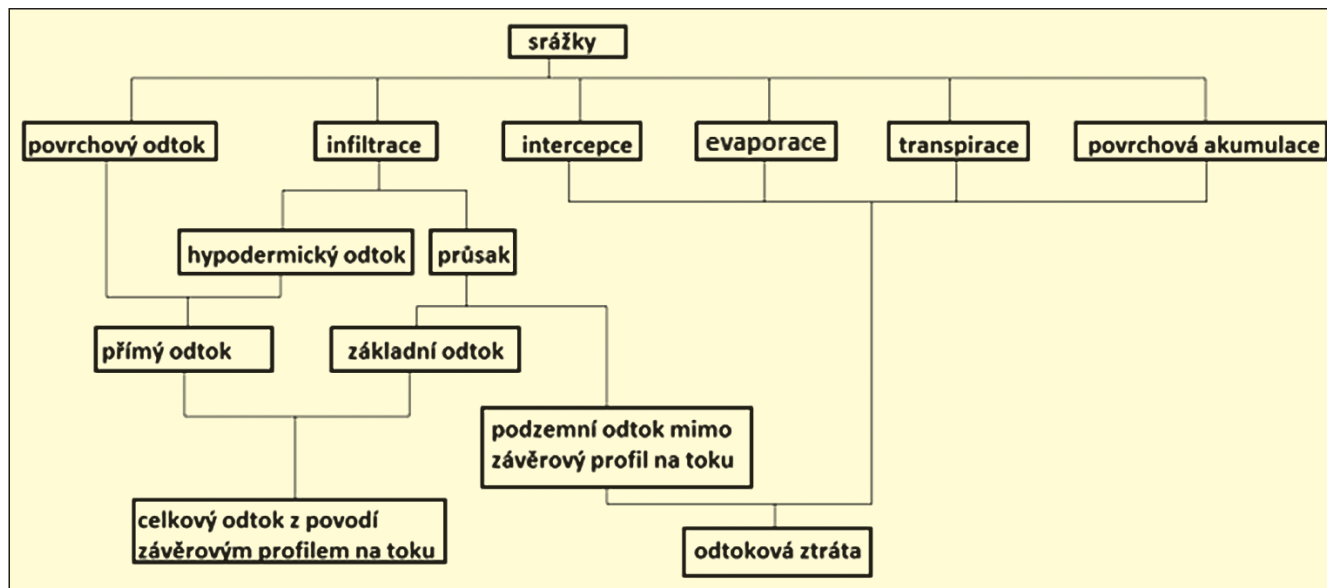 srážky
povrchový odtok
infiltrace
intercepce
evaporace
transpirace
povrchová akumulace
hypodermický odtok
průsak
přímý odtok
základní odtok
podzemní odtok mimo
závěrový profil na toku
celkový odtok z povodí
závěrovým profilem na toku
odtoková ztráta